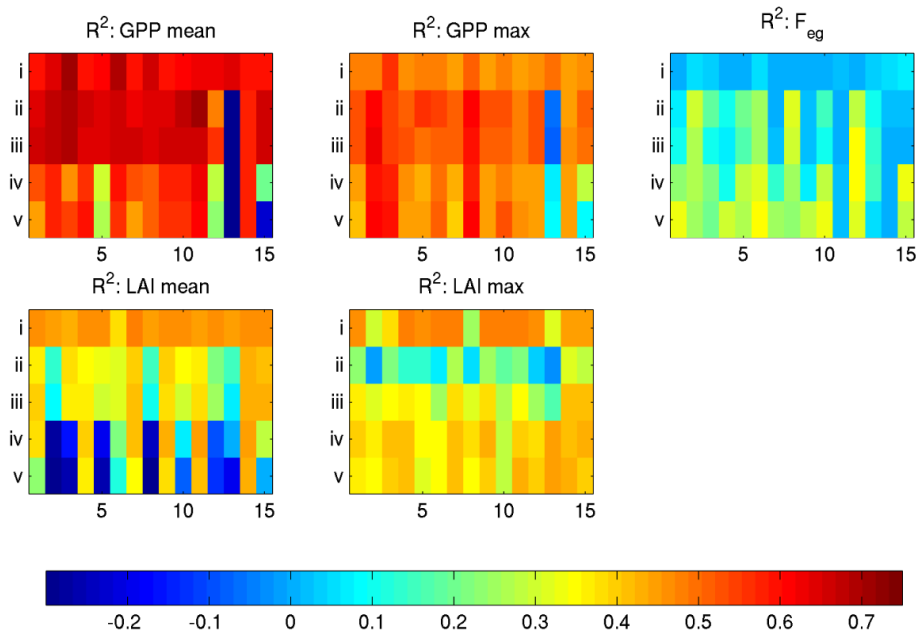 R²: GPP mean
R²: GPP max
R²: F_eg
i
ii
iii
iv
v
5 10 15
i
ii
iii
iv
v
5 10 15
i
ii
iii
iv
v
5 10 15
R²: LAI mean
R²: LAI max
i
ii
iii
iv
v
5 10 15
i
ii
iii
iv
v
5 10 15
-0.2 -0.1 0 0.1 0.2 0.3 0.4 0.5 0.6 0.7